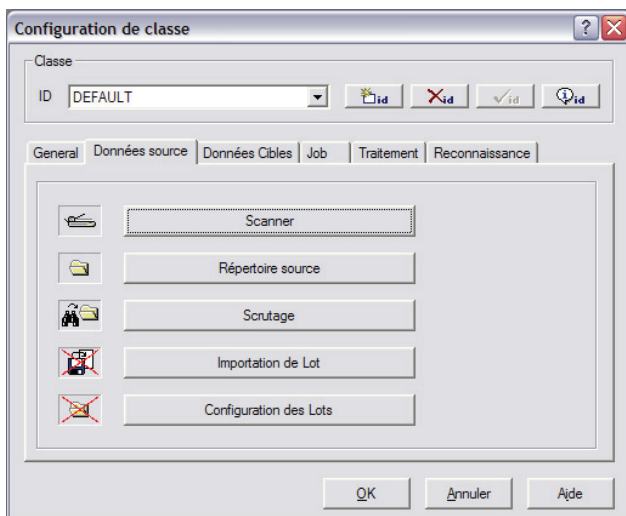 Configuration de classe
Classe
ID DEFAULT id id id id
General Données source Données Cibles Job Traitement Reconnaissance
Scanner
Répertoire source
Scrutage
Importation de Lot
Configuration des Lots
OK Annuler Aide